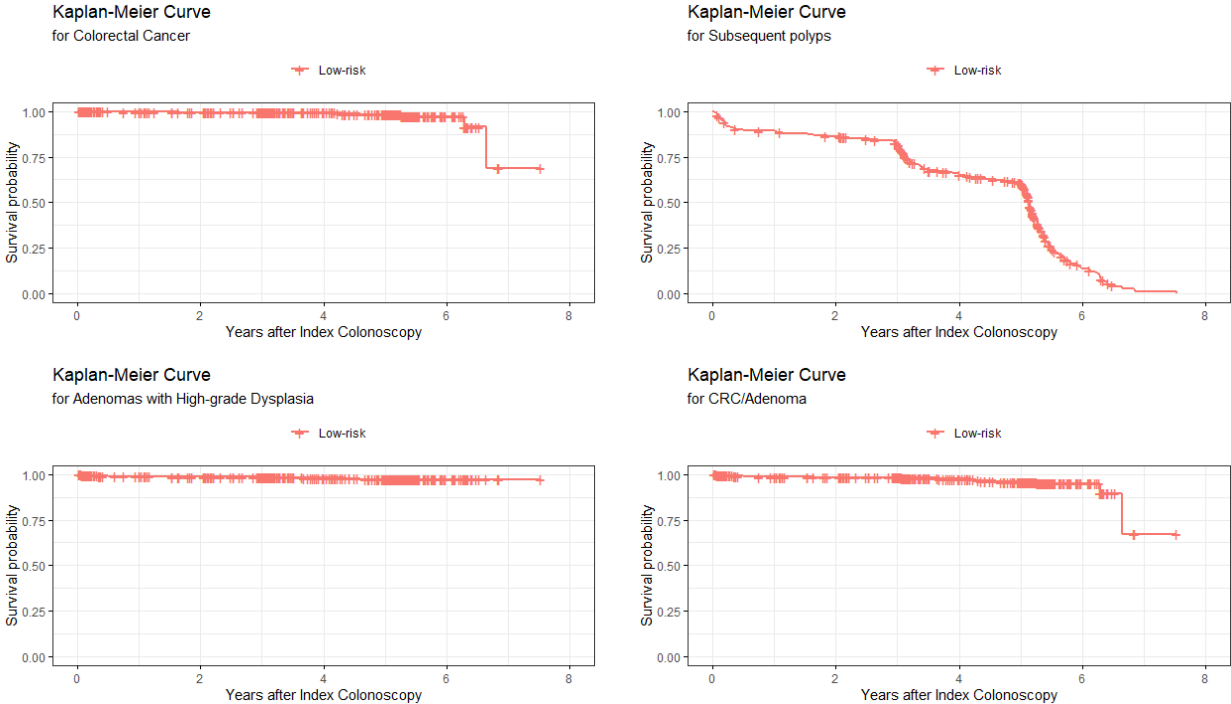 Kaplan-Meier Curve
for Colorectal Cancer
Low-risk
Survival probability
1.00
0.75
0.50
0.25
0.00
0 2 4 6 8
Years after Index Colonoscopy
Kaplan-Meier Curve
for Subsequent polyps
Low-risk
Survival probability
1.00
0.75
0.50
0.25
0.00
0 2 4 6 8
Years after Index Colonoscopy
Kaplan-Meier Curve
for Adenomas with High-grade Dysplasia
Low-risk
Survival probability
1.00
0.75
0.50
0.25
0.00
0 2 4 6 8
Years after Index Colonoscopy
Kaplan-Meier Curve
for CRC/Adenoma
Low-risk
Survival probability
1.00
0.75
0.50
0.25
0.00
0 2 4 6 8
Years after Index Colonoscopy